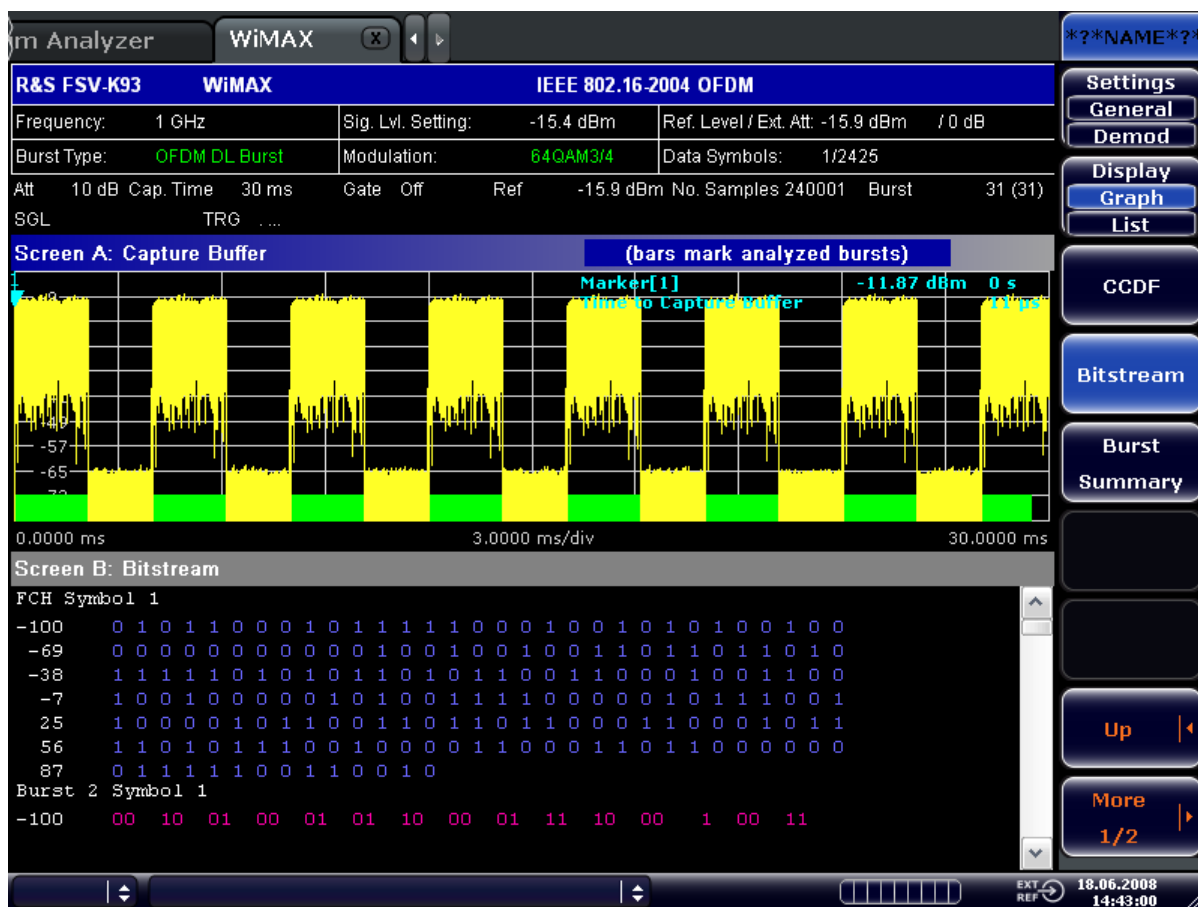 m Analyzer
WiMAX
*?*NAME*?*
R&S FSV-K93 WiMAX IEEE 802.16-2004 OFDM
Frequency: 1 GHz Sig. Lvl. Setting: -15.4 dBm Ref. Level / Ext. Att: -15.9 dBm / 0 dB
Burst Type: OFDM DL Burst Modulation: 64QAM3/4 Data Symbols: 1/2425
Att 10 dB Cap. Time 30 ms Gate Off Ref -15.9 dBm No. Samples 240001 Burst 31 (31)
SGL TRG . ...
Screen A: Capture Buffer (bars mark analyzed bursts)
1
Marker[1] -11.87 dBm 0 s
Time to Capture Buffer 11 µs
-57
-65
0.0000 ms 3.0000 ms/div 30.0000 ms
Screen B: Bitstream
FCH Symbol 1
-100 0 1 0 1 1 0 0 0 1 0 1 1 1 1 1 0 0 0 1 0 0 1 0 1 0 1 0 0 1 0 0
-69 0 0 0 0 0 0 0 0 0 1 0 0 1 0 0 1 0 0 1 0 1 1 0 1 1 0 1 1 0 1 0
-38 1 1 1 1 1 0 1 1 0 1 0 1 0 1 1 0 0 1 1 0 1 1 0 0 1 0 0 1 1 0 0
-7 1 0 0 1 0 0 0 0 0 1 0 1 0 0 1 1 1 1 0 0 0 0 0 1 0 1 1 1 0 0 1
25 1 0 0 0 0 1 0 1 1 0 0 1 1 0 1 1 0 1 1 0 0 0 1 1 0 0 0 1 0 1 1
56 1 1 0 1 0 1 1 1 0 0 1 0 0 0 0 1 1 0 0 0 1 1 0 1 1 0 0 0 0 0 0
87 0 1 1 1 1 1 0 0 1 1 0 0 1 0
Burst 2 Symbol 1
-100 00 10 01 00 01 01 10 00 01 11 10 00 1 00 11
Settings
General
Demod
Display
Graph
List
CCDF
Bitstream
Burst
Summary
Up
More
1/2
EXT
REF
18.06.2008
14:43:00